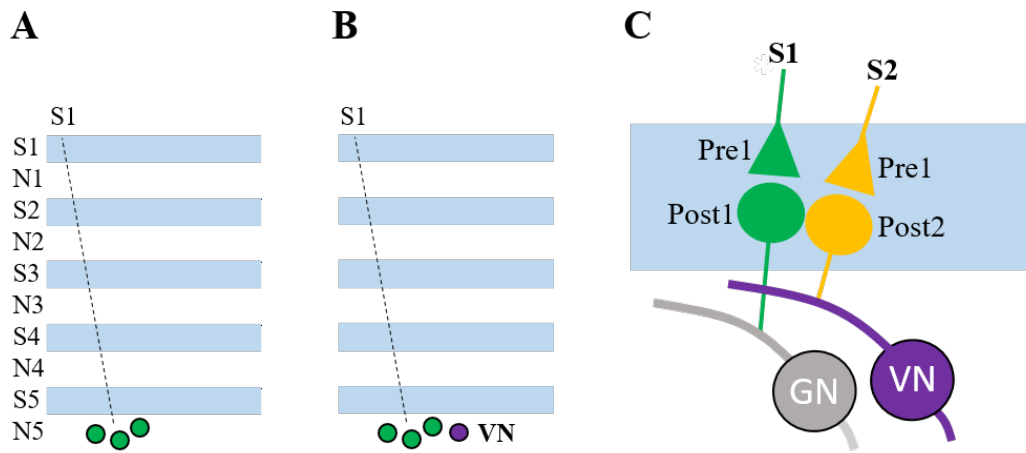 A
B
C
S1
S1
S1
S2
S1
N1
S2
N2
S3
N3
S4
N4
S5
N5
VN
Pre1
Pre1
Post1
Post2
GN
VN